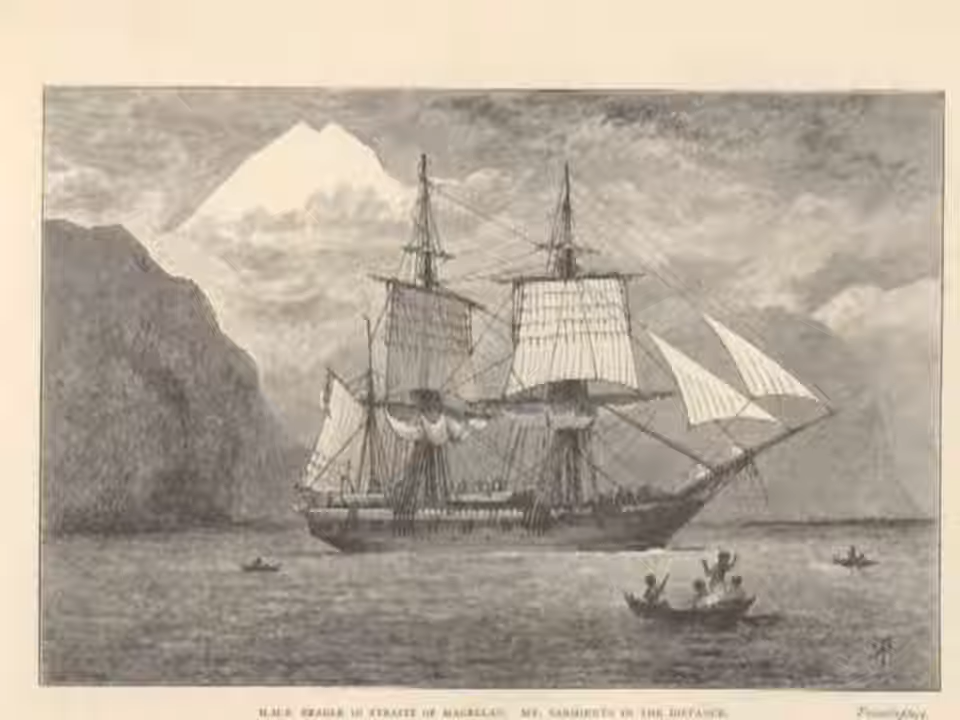 H.M.S. BEAGLE IN STRAITS OF MAGELLAN. MT. SARMIENTO IN THE DISTANCE. Frontispiece.